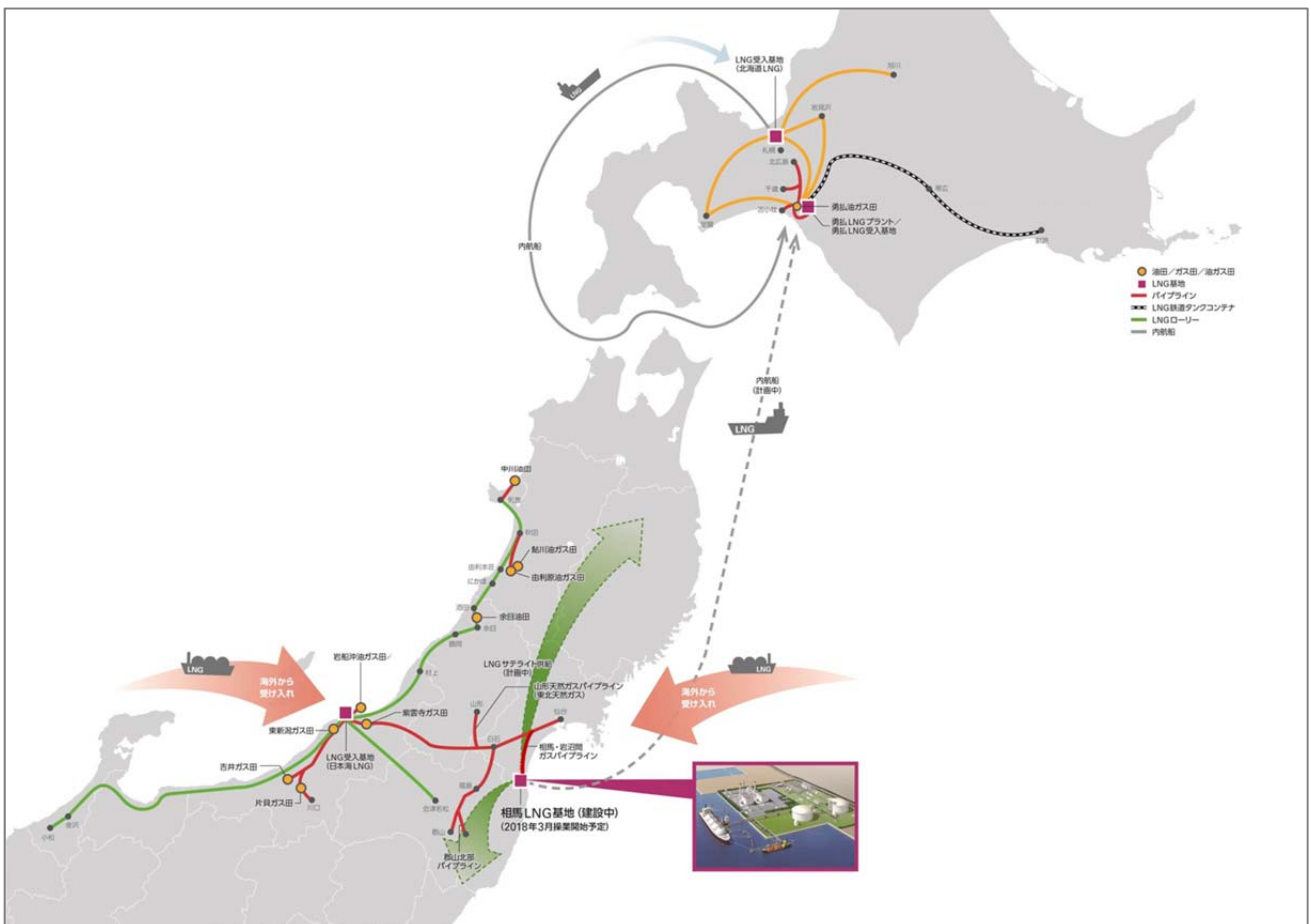 LNG受入基地
(北海道LNG)
LNG
旭川
岩見沢
札幌
北広島
千歳
苫小牧
室蘭
勇払油ガス田
勇払LNGプラント/
勇払LNG受入基地
帯広
釧路
内航船
油田/ガス田/油ガス田
LNG基地
パイプライン
LNG鉄道タンクコンテナ
LNGローリー
内航船
内航船
(計画中)
LNG
申川油田
秋田
鮎川油ガス田
由利本荘
由利原油ガス田
にかほ
酒田
余目油田
余目
鶴岡
岩船沖油ガス田/
村上
LNG
海外から
受け入れ
LNGサテライト供給
(計画中)
山形天然ガスパイプライン
(東北天然ガス)
LNG
海外から
受け入れ
山形
仙台
紫雲寺ガス田
東新潟ガス田
白石
相馬・岩沼間
ガスパイプライン
LNG受入基地
(日本海LNG)
吉井ガス田
片貝ガス田
川口
会津若松
福島
相馬LNG基地(建設中)
(2018年3月操業開始予定)
金沢
小松
郡山
郡山北部
パイプライン